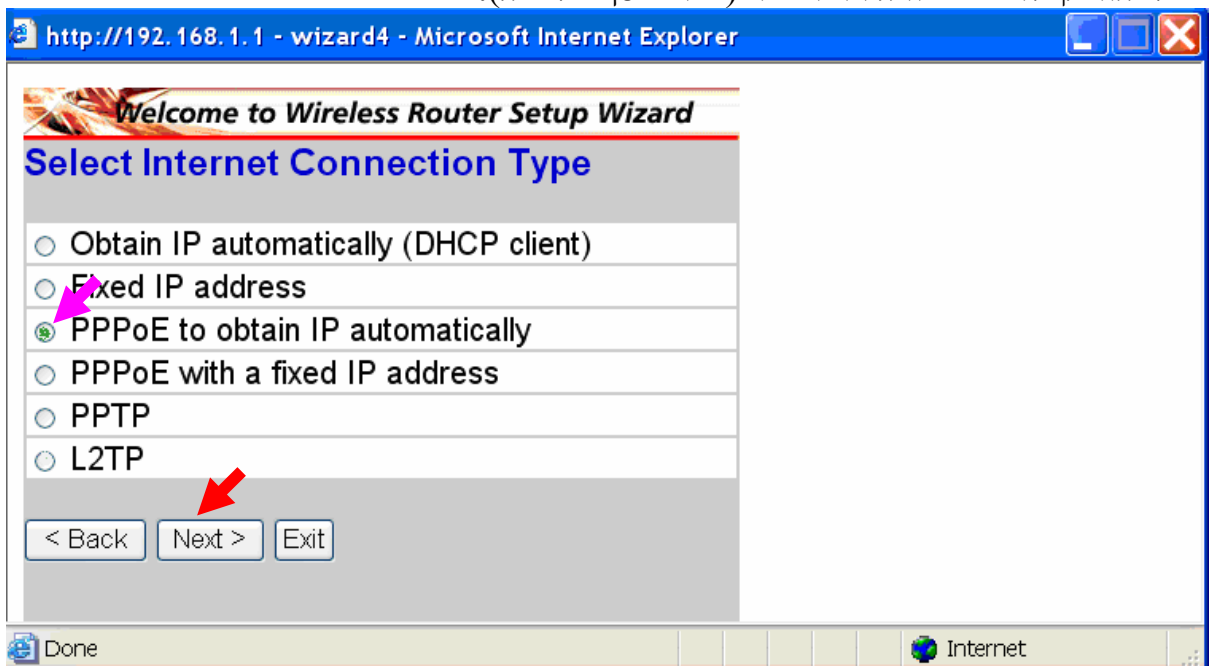 http://192.168.1.1 - wizard4 - Microsoft Internet Explorer
Welcome to Wireless Router Setup Wizard
Select Internet Connection Type
Obtain IP automatically (DHCP client)
Fixed IP address
PPPoE to obtain IP automatically
PPPoE with a fixed IP address
PPTP
L2TP
< Back Next > Exit
Done Internet